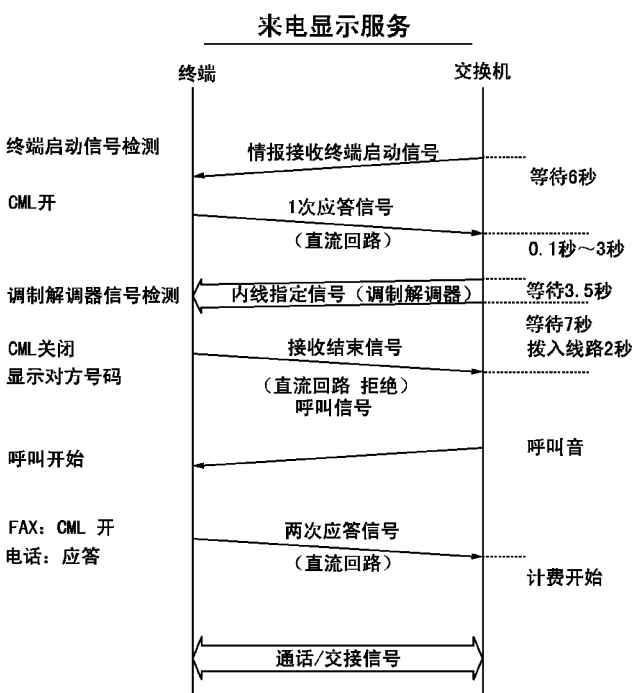 来电显示服务
终端
交换机
终端启动信号检测
情报接收终端启动信号
等待6秒
CML开
1次应答信号
（直流回路）
0.1秒～3秒
调制解调器信号检测
内线指定信号（调制解调器）
等待3.5秒
等待7秒
CML关闭
接收结束信号
拨入线路2秒
显示对方号码
（直流回路 拒绝）
呼叫信号
呼叫开始
呼叫音
FAX：CML 开
两次应答信号
电话：应答
（直流回路）
计费开始
通话/交接信号